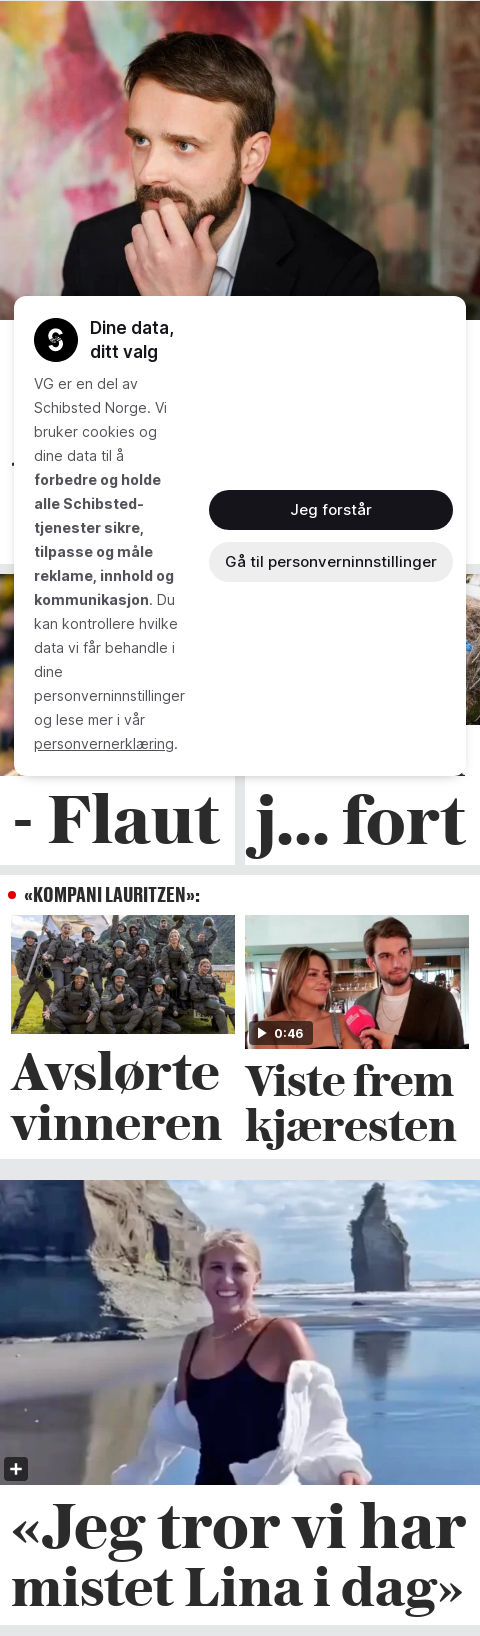 Dine data,
ditt valg
VG er en del av
Schibsted Norge. Vi
bruker cookies og
dine data til å
forbedre og holde
alle Schibsted-
tjenester sikre,
tilpasse og måle
reklame, innhold og
kommunikasjon. Du
kan kontrollere hvilke
data vi får behandle i
dine
personverninnstillinger
og lese mer i vår
personvernerklæring.
Jeg forstår
Gå til personverninnstillinger
- Flaut
j... fort
«KOMPANI LAURITZEN»:
Avslørte
vinneren
0:46
Viste frem
kjæresten
«Jeg tror vi har
mistet Lina i dag»